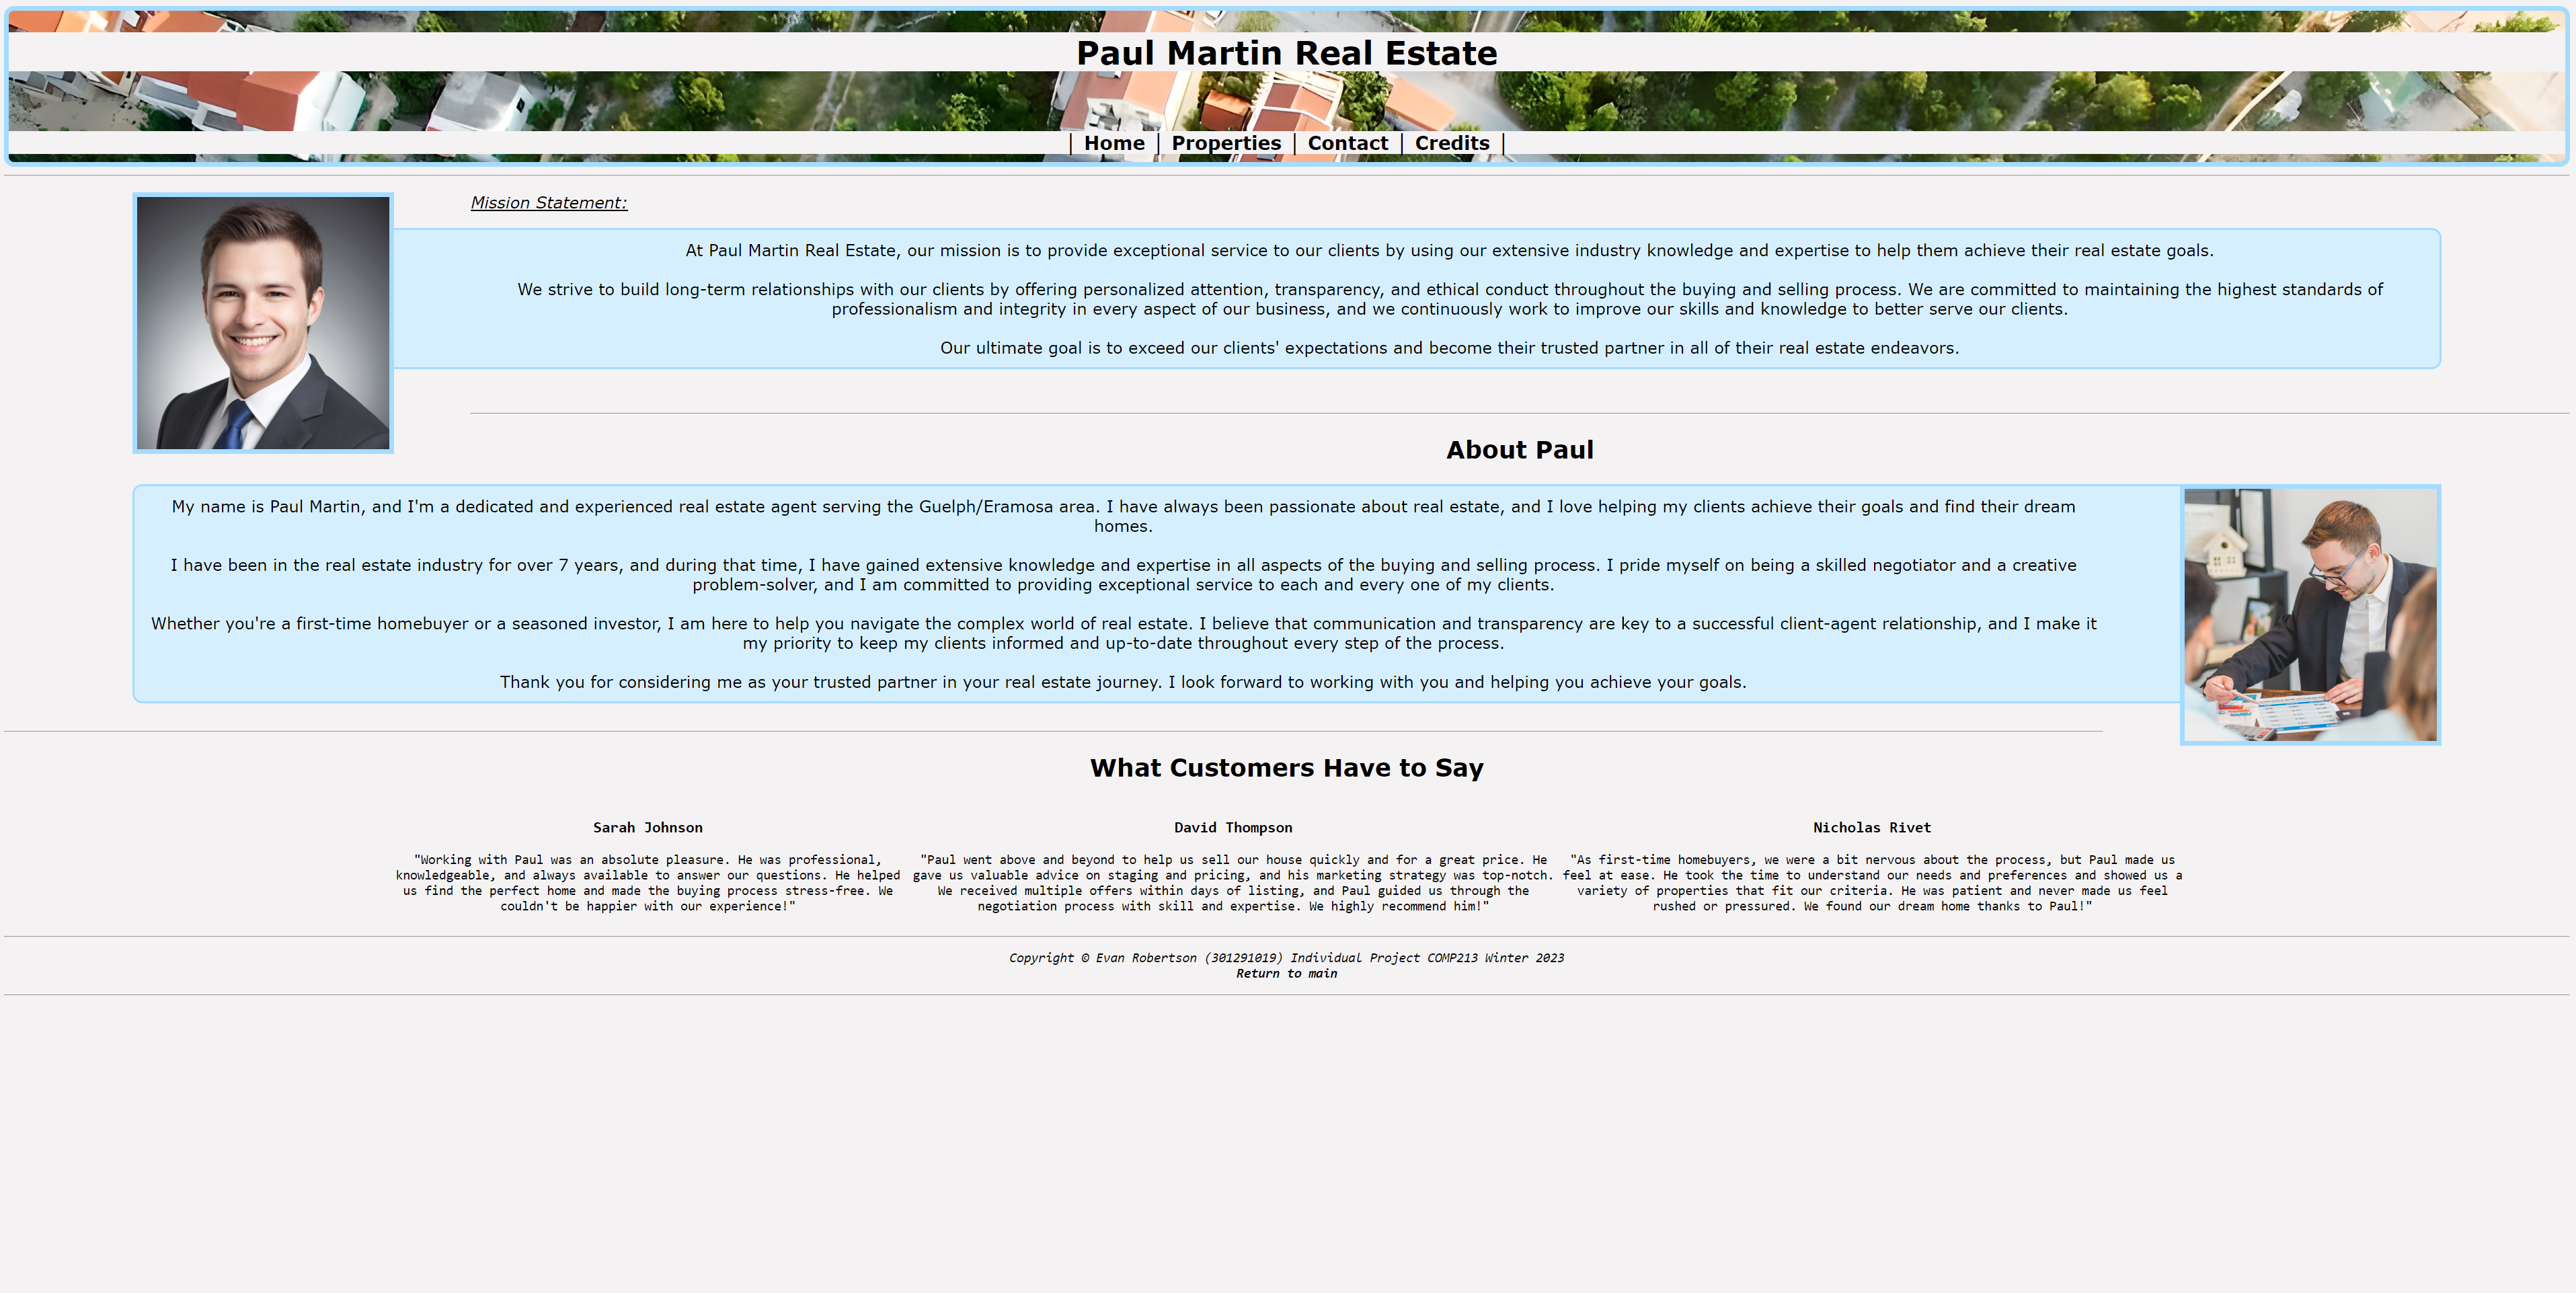 Paul Martin Real Estate
| Home | Properties | Contact | Credits |
Mission Statement:
At Paul Martin Real Estate, our mission is to provide exceptional service to our clients by using our extensive industry knowledge and expertise to help them achieve their real estate goals.
We strive to build long-term relationships with our clients by offering personalized attention, transparency, and ethical conduct throughout the buying and selling process. We are committed to maintaining the highest standards of
professionalism and integrity in every aspect of our business, and we continuously work to improve our skills and knowledge to better serve our clients.
Our ultimate goal is to exceed our clients' expectations and become their trusted partner in all of their real estate endeavors.
About Paul
My name is Paul Martin, and I'm a dedicated and experienced real estate agent serving the Guelph/Eramosa area. I have always been passionate about real estate, and I love helping my clients achieve their goals and find their dream
homes.
I have been in the real estate industry for over 7 years, and during that time, I have gained extensive knowledge and expertise in all aspects of the buying and selling process. I pride myself on being a skilled negotiator and a creative
problem-solver, and I am committed to providing exceptional service to each and every one of my clients.
Whether you're a first-time homebuyer or a seasoned investor, I am here to help you navigate the complex world of real estate. I believe that communication and transparency are key to a successful client-agent relationship, and I make it
my priority to keep my clients informed and up-to-date throughout every step of the process.
Thank you for considering me as your trusted partner in your real estate journey. I look forward to working with you and helping you achieve your goals.
What Customers Have to Say
Sarah Johnson
"Working with Paul was an absolute pleasure. He was professional,
knowledgeable, and always available to answer our questions. He helped
us find the perfect home and made the buying process stress-free. We
couldn't be happier with our experience!"
David Thompson
"Paul went above and beyond to help us sell our house quickly and for a great price. He
gave us valuable advice on staging and pricing, and his marketing strategy was top-notch.
We received multiple offers within days of listing, and Paul guided us through the
negotiation process with skill and expertise. We highly recommend him!"
Nicholas Rivet
"As first-time homebuyers, we were a bit nervous about the process, but Paul made us
feel at ease. He took the time to understand our needs and preferences and showed us a
variety of properties that fit our criteria. He was patient and never made us feel
rushed or pressured. We found our dream home thanks to Paul!"
Copyright © Evan Robertson (301291019) Individual Project COMP213 Winter 2023
Return to main